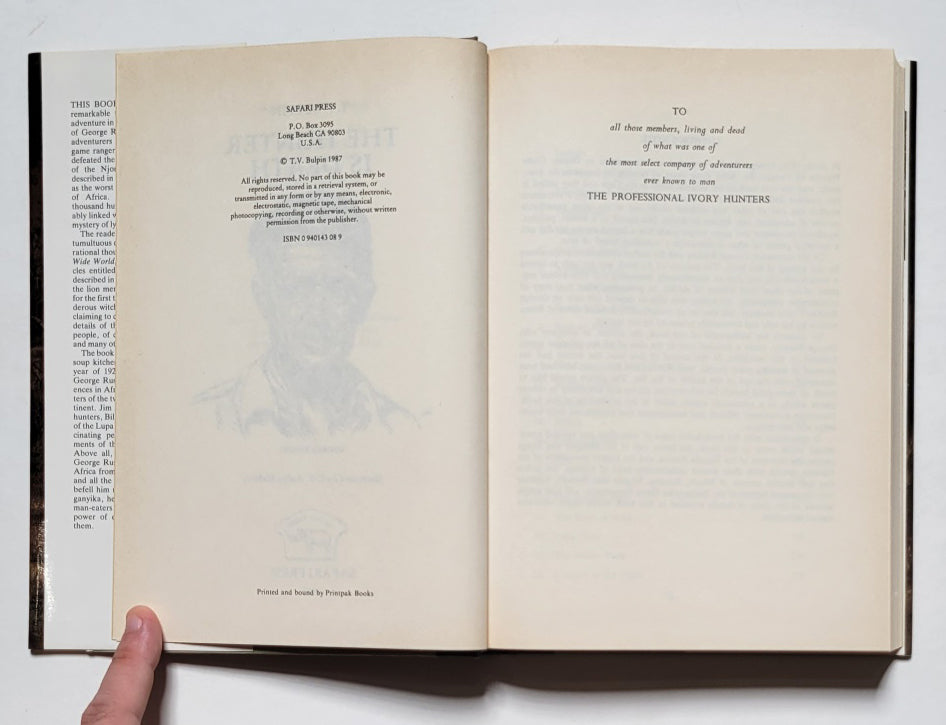 THIS BOO
remarkable
adventure in
of George R
adventurers
game ranger
defeated the
of the Njo
described in
as the worst
of Africa.
thousand hu
ably linked w
mystery of ly
The reade
tumultuous
rational thou
Wide World
cles entitled
described in
the lion me
for the first t
derous witc
claiming to
details of th
people, of
and many of
The book
soup kitche
year of 192
George Ru
ences in Af
ters of the tw
tinent. Jim
hunters, Bil
of the Lupa
cinating pe
ments of th
Above all,
George Ru
Africa from
and all the
befell him
ganyika, he
man-eaters
power of
them.
SAFARI PRESS
P.O. Box 3095
Long Beach CA 90803
U.S.A.
© T.V. Bulpin 1987
All rights reserved. No part of this book may be
reproduced, stored in a retrieval system, or
transmitted in any form or by any means, electronic,
electrostatic, magnetic tape, mechanical
photocopying, recording or otherwise, without written
permission from the publisher.
ISBN 0 940143 08 9
Printed and bound by Printpak Books
TO
all those members, living and dead
of what was one of
the most select company of adventurers
ever known to man
THE PROFESSIONAL IVORY HUNTERS